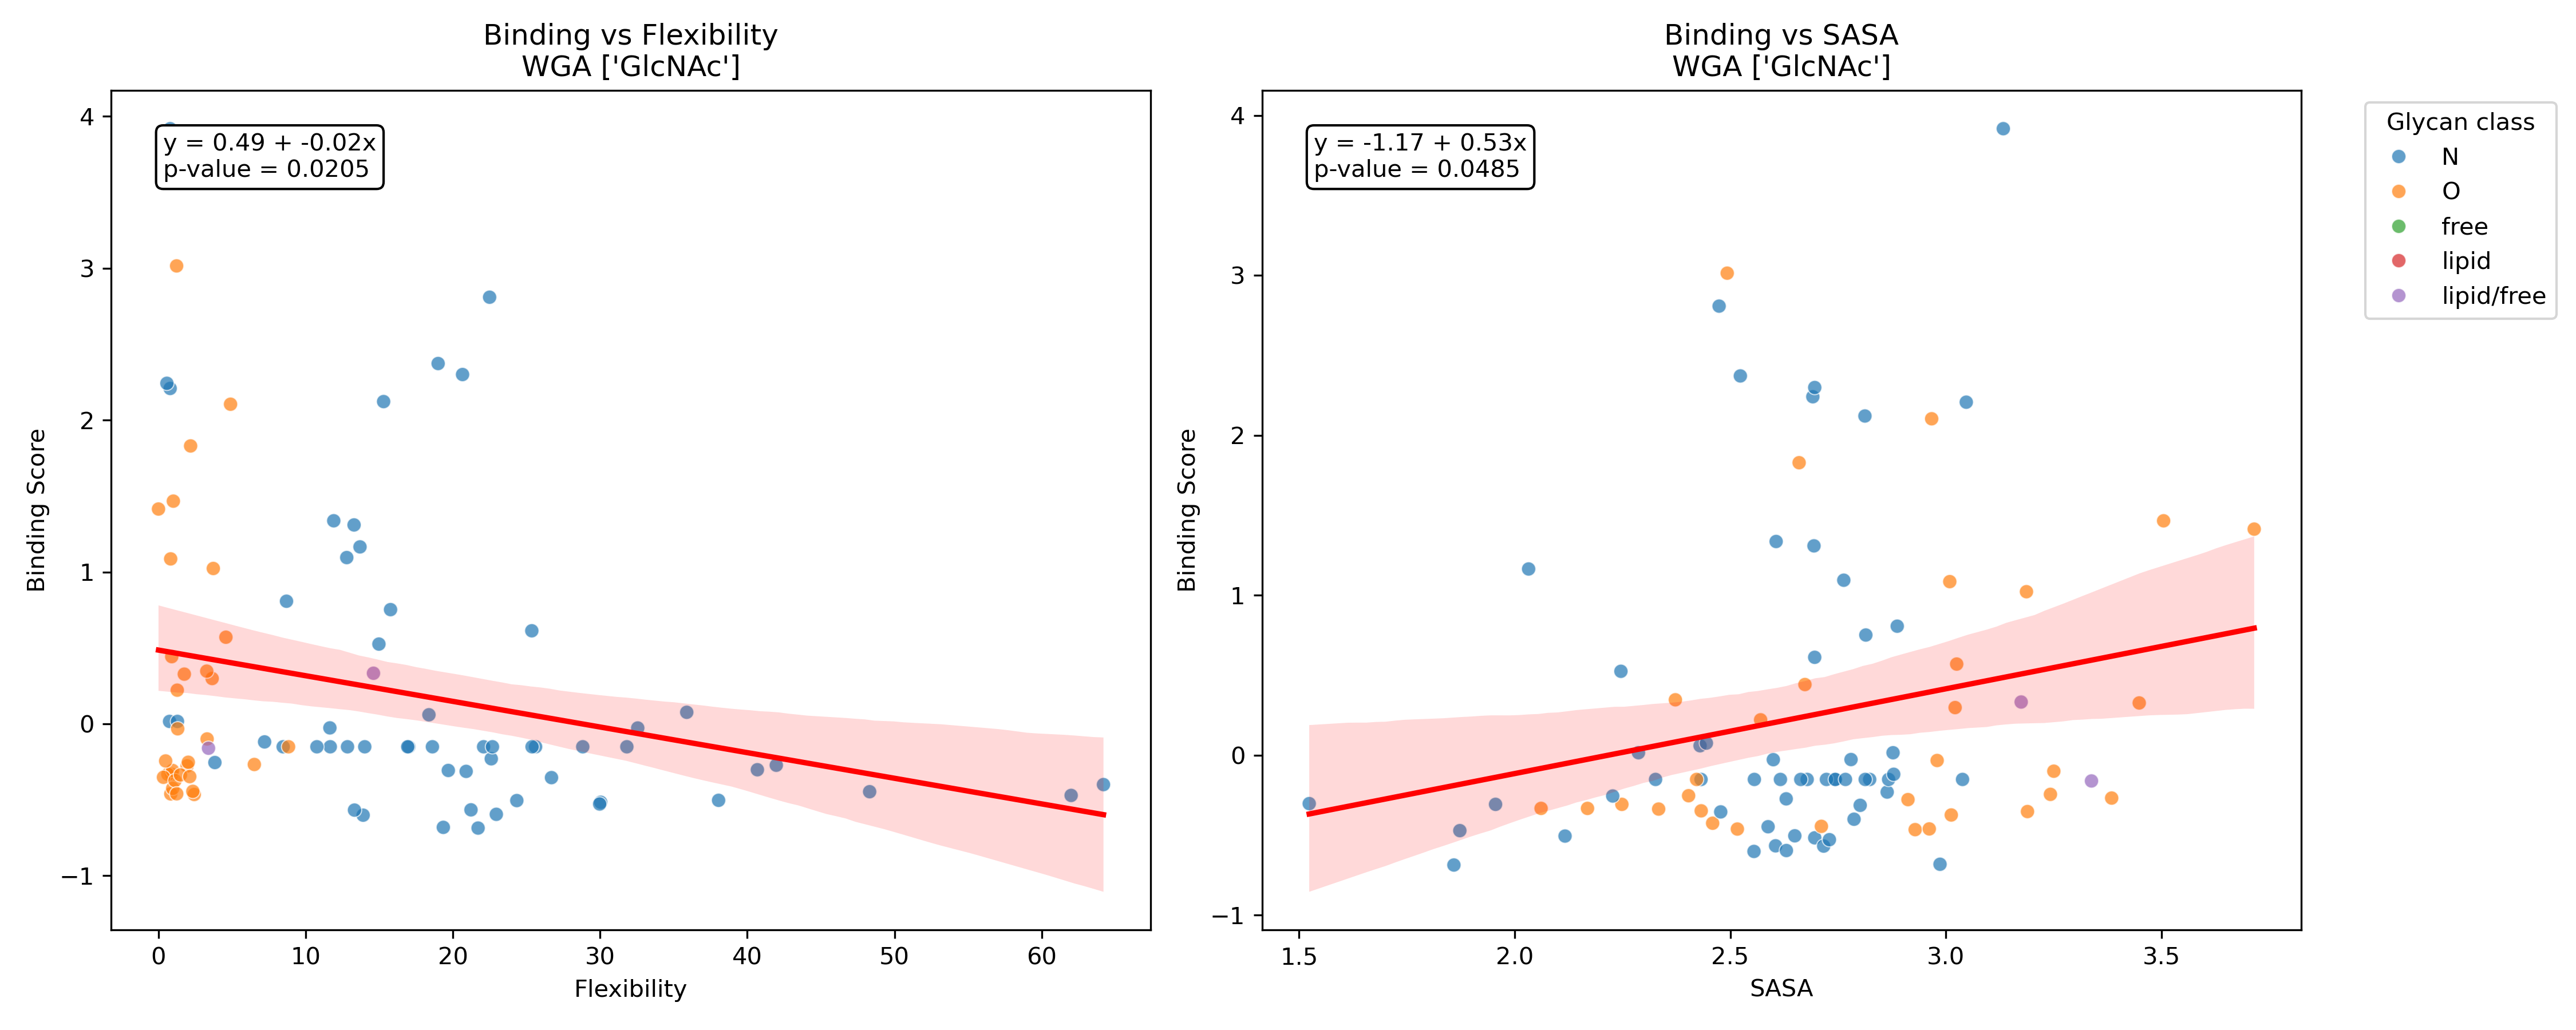 Binding vs Flexibility
WGA ['GlcNAc']
y = 0.49 + -0.02x
p-value = 0.0205
Binding Score
4
3
2
1
0
−1
0 10 20 30 40 50 60
Flexibility
Binding vs SASA
WGA ['GlcNAc']
y = -1.17 + 0.53x
p-value = 0.0485
Binding Score
4
3
2
1
0
−1
1.5 2.0 2.5 3.0 3.5
SASA
Glycan class
N
O
free
lipid
lipid/free